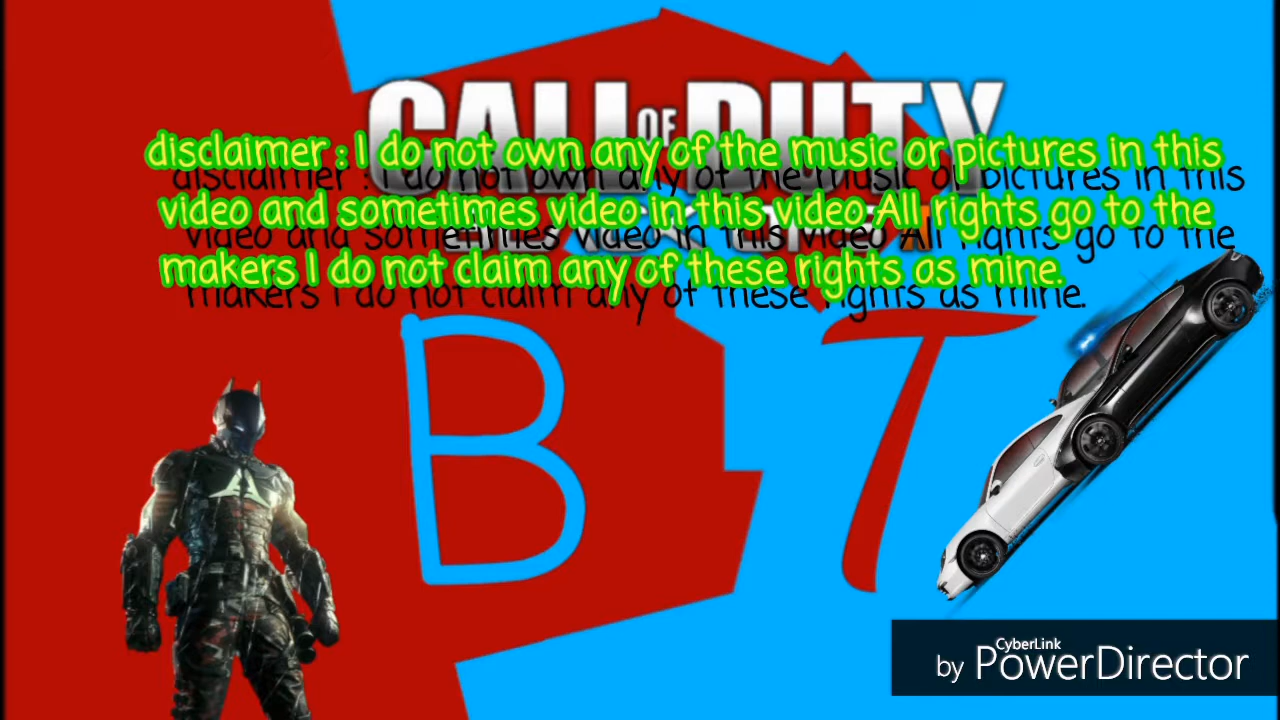 CALL OF DUTY
disclaimer : I do not own any of the music or pictures in this
video and sometimes video in this video All rights go to the
makers I do not claim any of these rights as mine.
B T
CyberLink
by PowerDirector